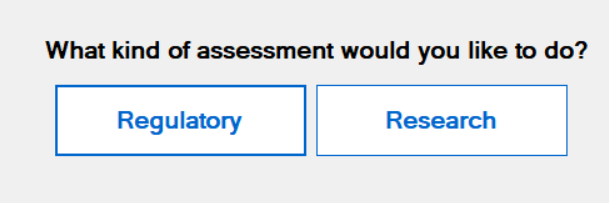 What kind of assessment would you like to do?
Regulatory Research